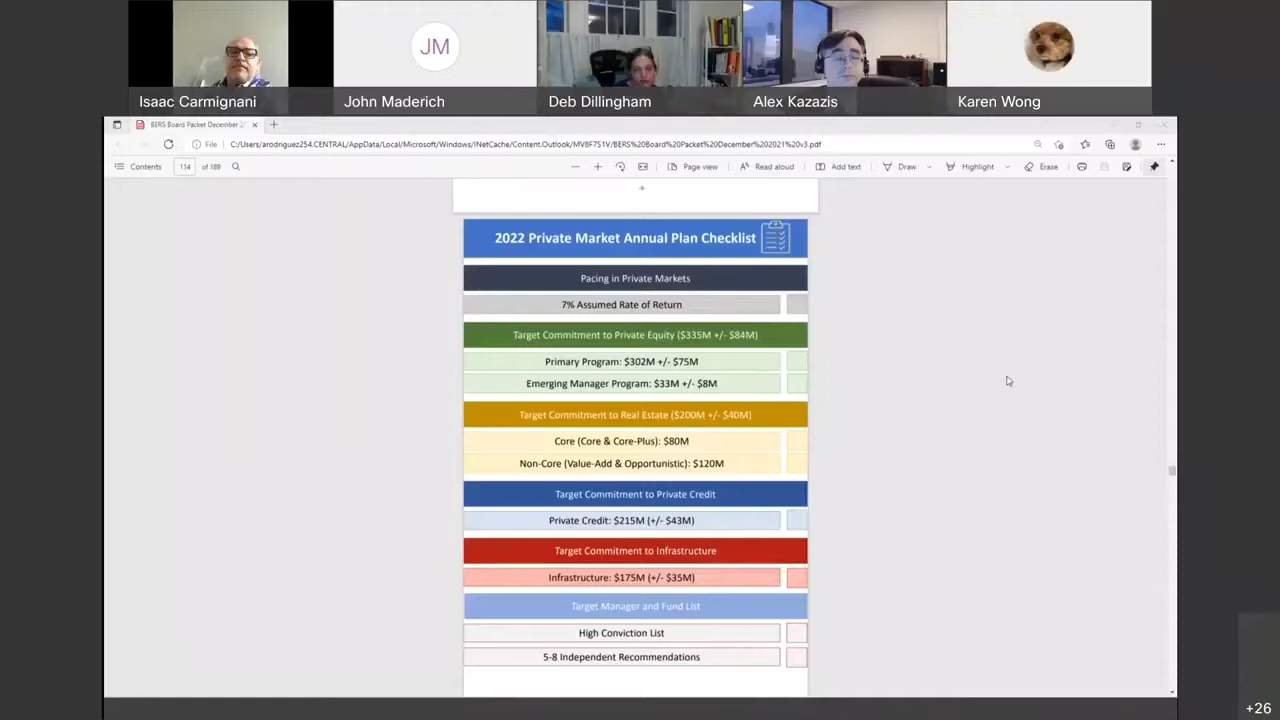 JM
Isaac Carmignani
John Maderich
Deb Dillingham
Alex Kazazis
Karen Wong
BERS Board Packet December 2
File
C:/Users/arodriguez254.CENTRAL/AppData/Local/Microsoft/Windows/INetCache/Content.Outlook/MV8F7S1V/BERS%20Board%20Packet%20December%202021%20v3.pdf
Contents
114 of 189
Page view
Read aloud
Add text
Draw
Highlight
Erase
2022 Private Market Annual Plan Checklist
Pacing in Private Markets
7% Assumed Rate of Return
Target Commitment to Private Equity ($335M +/- $84M)
Primary Program: $302M +/- $75M
Emerging Manager Program: $33M +/- $8M
Target Commitment to Real Estate ($200M +/- $40M)
Core (Core & Core-Plus): $80M
Non-Core (Value-Add & Opportunistic): $120M
Target Commitment to Private Credit
Private Credit: $215M (+/- $43M)
Target Commitment to Infrastructure
Infrastructure: $175M (+/- $35M)
Target Manager and Fund List
High Conviction List
5-8 Independent Recommendations
+26